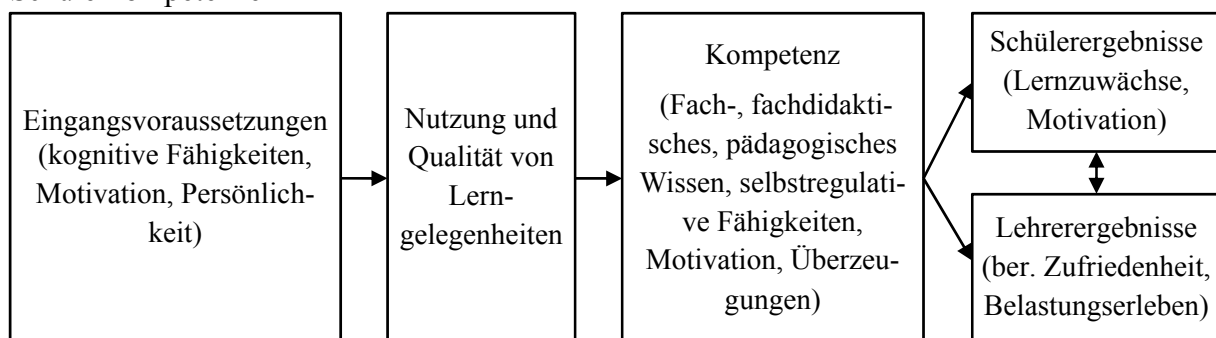 Eingangsvoraussetzungen
(kognitive Fähigkeiten,
Motivation, Persönlich-
keit)
Nutzung und
Qualität von
Lern-
gelegenheiten
Kompetenz
(Fach-, fachdidakti-
sches, pädagogisches
Wissen, selbstregulati-
ve Fähigkeiten,
Motivation, Überzeu-
gungen)
Schülerergebnisse
(Lernzuwächse,
Motivation)
Lehrerergebnisse
(ber. Zufriedenheit,
Belastungserleben)